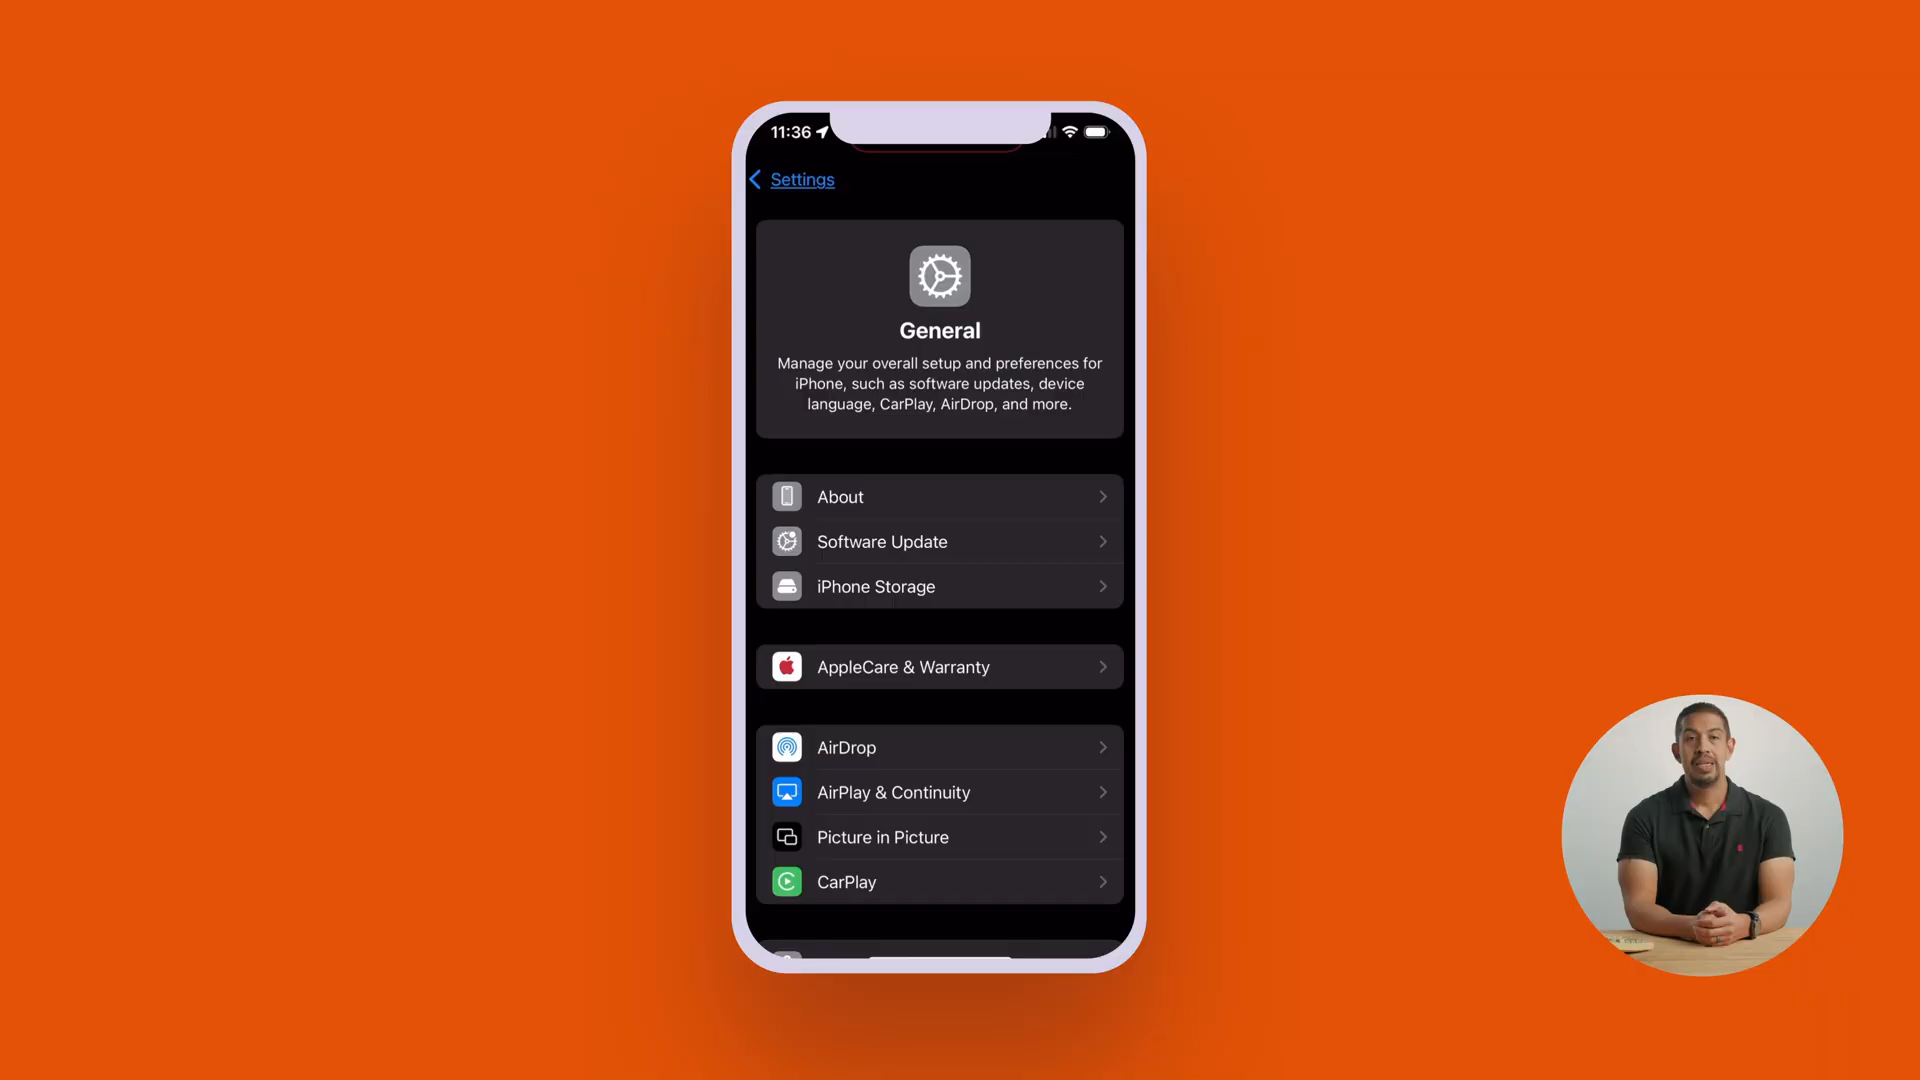 11:36
Settings
General
Manage your overall setup and preferences for
iPhone, such as software updates, device
language, CarPlay, AirDrop, and more.
About
Software Update
iPhone Storage
AppleCare & Warranty
AirDrop
AirPlay & Continuity
Picture in Picture
CarPlay